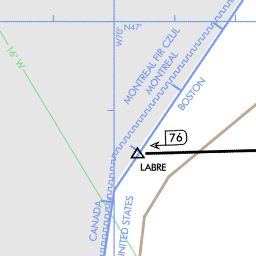 N47°
W70°
16°W
MONTREAL FIR CZUL
MONTREAL
BOSTON
76
LABRE
CANADA
UNITED STATES